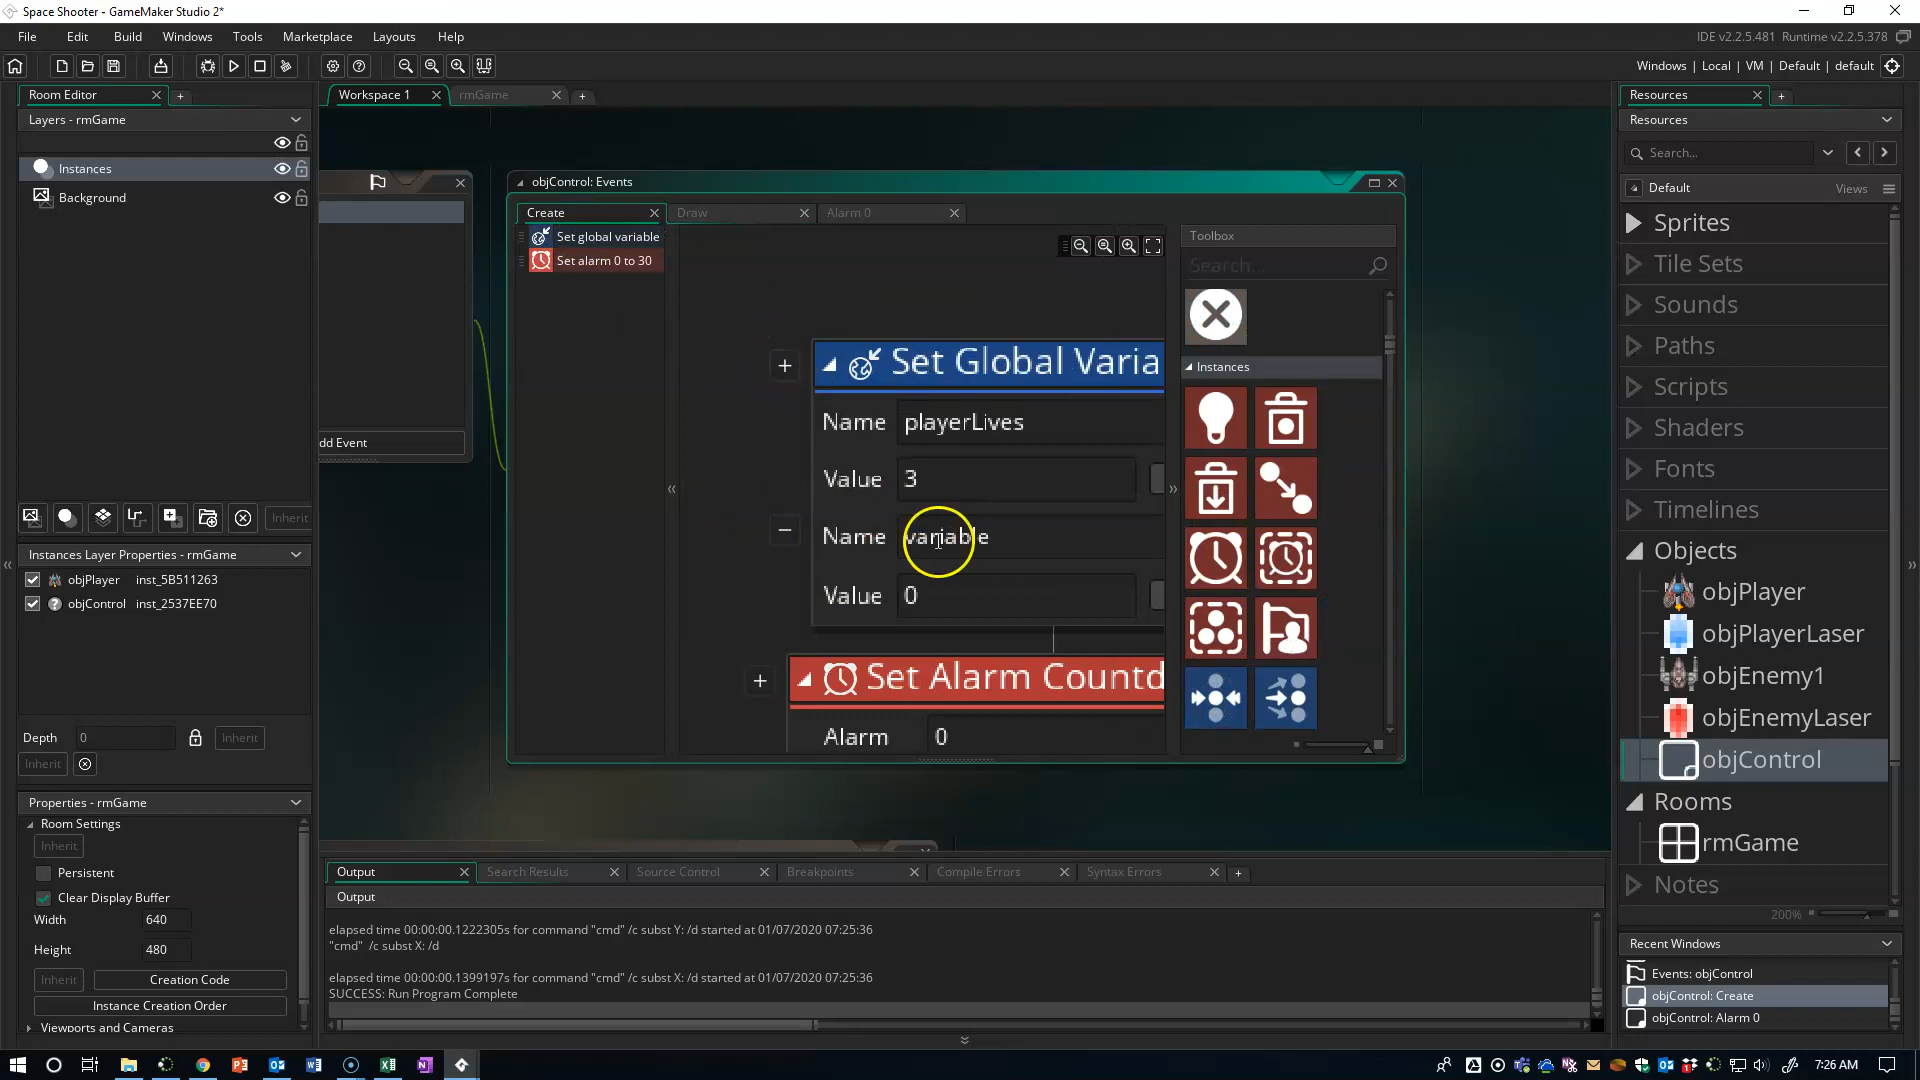 Space Shooter - GameMaker Studio 2*
File Edit Build Windows Tools Marketplace Layouts Help
IDE v2.2.5.481 Runtime v2.2.5.378
Windows | Local | VM | Default | default
Room Editor
Layers - rmGame
Instances
Background
Inherit
Instances Layer Properties - rmGame
objPlayer inst_5B511263
objControl inst_2537EE70
Depth 0 Inherit
Inherit
Properties - rmGame
Room Settings
Inherit
Persistent
Clear Display Buffer
Width 640
Height 480
Inherit Creation Code
Instance Creation Order
Viewports and Cameras
Workspace 1 rmGame
dd Event
objControl: Events
Create Draw Alarm 0
Set global variable
Set alarm 0 to 30
Set Global Varia
Name playerLives
Value 3
Name variable
Value 0
Set Alarm Countd
Alarm 0
Toolbox
Search...
Instances
Output Search Results Source Control Breakpoints Compile Errors Syntax Errors
Output
elapsed time 00:00:00.1222305s for command "cmd" /c subst Y: /d started at 01/07/2020 07:25:36
"cmd" /c subst X: /d
elapsed time 00:00:00.1399197s for command "cmd" /c subst X: /d started at 01/07/2020 07:25:36
SUCCESS: Run Program Complete
Resources
Resources
Search...
Default Views
Sprites
Tile Sets
Sounds
Paths
Scripts
Shaders
Fonts
Timelines
Objects
objPlayer
objPlayerLaser
objEnemy1
objEnemyLaser
objControl
Rooms
rmGame
Notes
200%
Recent Windows
Events: objControl
objControl: Create
objControl: Alarm 0
7:26 AM